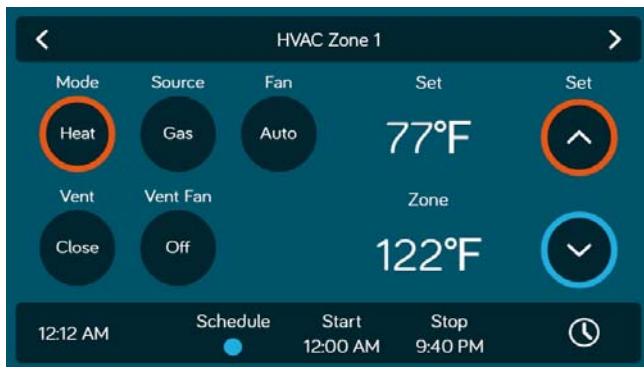 HVAC Zone 1
Mode Source Fan Set Set
Heat Gas Auto 77°F
Vent Vent Fan Zone
Close Off 122°F
Schedule Start Stop
12:12 AM 12:00 AM 9:40 PM